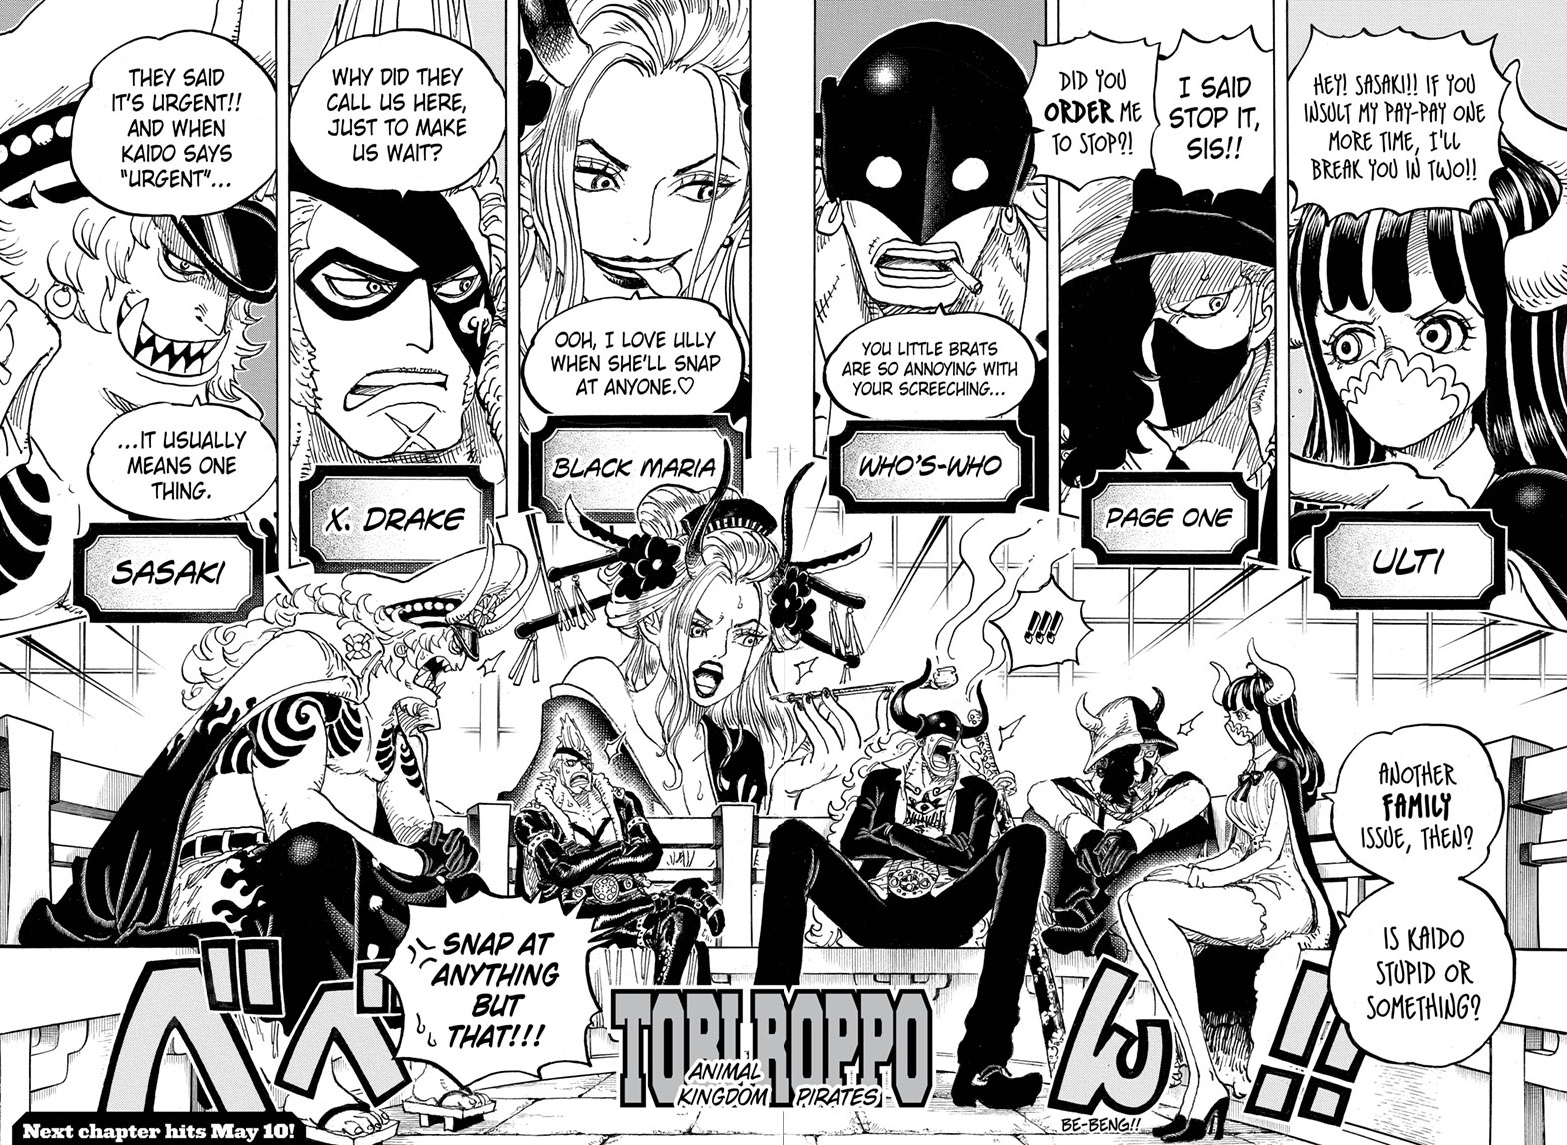 HEY! SASAKI!! IF YOU
INSULT MY PAY-PAY ONE
MORE TIME, I'LL
BREAK YOU IN TWO!!
I SAID
STOP IT,
SIS!!
DID YOU
ORDER ME
TO STOP?!
YOU LITTLE BRATS
ARE SO ANNOYING WITH
YOUR SCREECHING...
OOH, I LOVE ULLY
WHEN SHE'LL SNAP
AT ANYONE.♡
WHY DID THEY
CALL US HERE,
JUST TO MAKE
US WAIT?
THEY SAID
IT'S URGENT!!
AND WHEN
KAIDO SAYS
"URGENT"...
...IT USUALLY
MEANS ONE
THING.
ULTI
PAGE ONE
WHO'S-WHO
BLACK MARIA
X. DRAKE
SASAKI
ANOTHER
FAMILY
ISSUE, THEN?
IS KAIDO
STUPID OR
SOMETHING?
!!!
SNAP AT
ANYTHING
BUT
THAT!!!
TOBI ROPPO
ANIMAL
KINGDOM PIRATES
べべん!!
BE-BENG!!
Next chapter hits May 10!